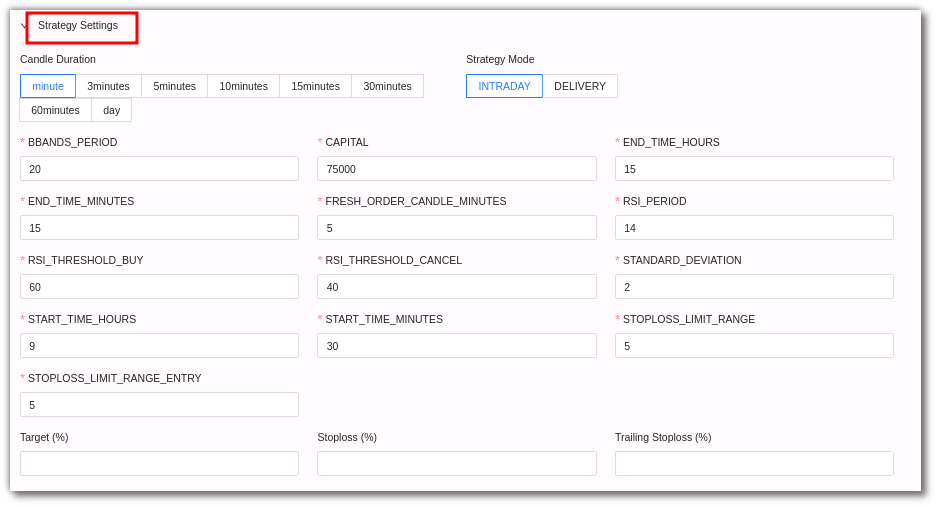 Strategy Settings
Candle Duration Strategy Mode
minute 3minutes 5minutes 10minutes 15minutes 30minutes INTRADAY DELIVERY
60minutes day
* BBANDS_PERIOD * CAPITAL * END_TIME_HOURS
20 75000 15
* END_TIME_MINUTES * FRESH_ORDER_CANDLE_MINUTES * RSI_PERIOD
15 5 14
* RSI_THRESHOLD_BUY * RSI_THRESHOLD_CANCEL * STANDARD_DEVIATION
60 40 2
* START_TIME_HOURS * START_TIME_MINUTES * STOPLOSS_LIMIT_RANGE
9 30 5
* STOPLOSS_LIMIT_RANGE_ENTRY
5
Target (%) Stoploss (%) Trailing Stoploss (%)